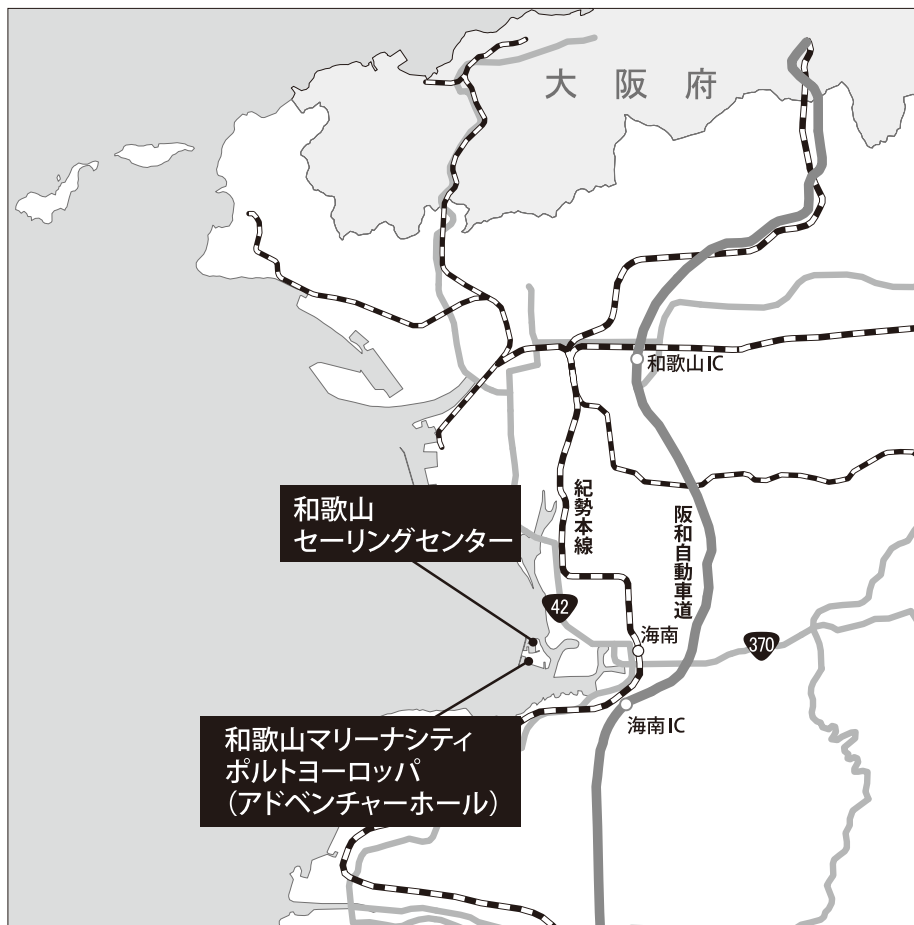 大阪府
和歌山IC
和歌山
セーリングセンター
紀勢本線
阪和自動車道
42
海南
370
海南IC
和歌山マリーナシティ
ポルトヨーロッパ
(アドベンチャーホール)